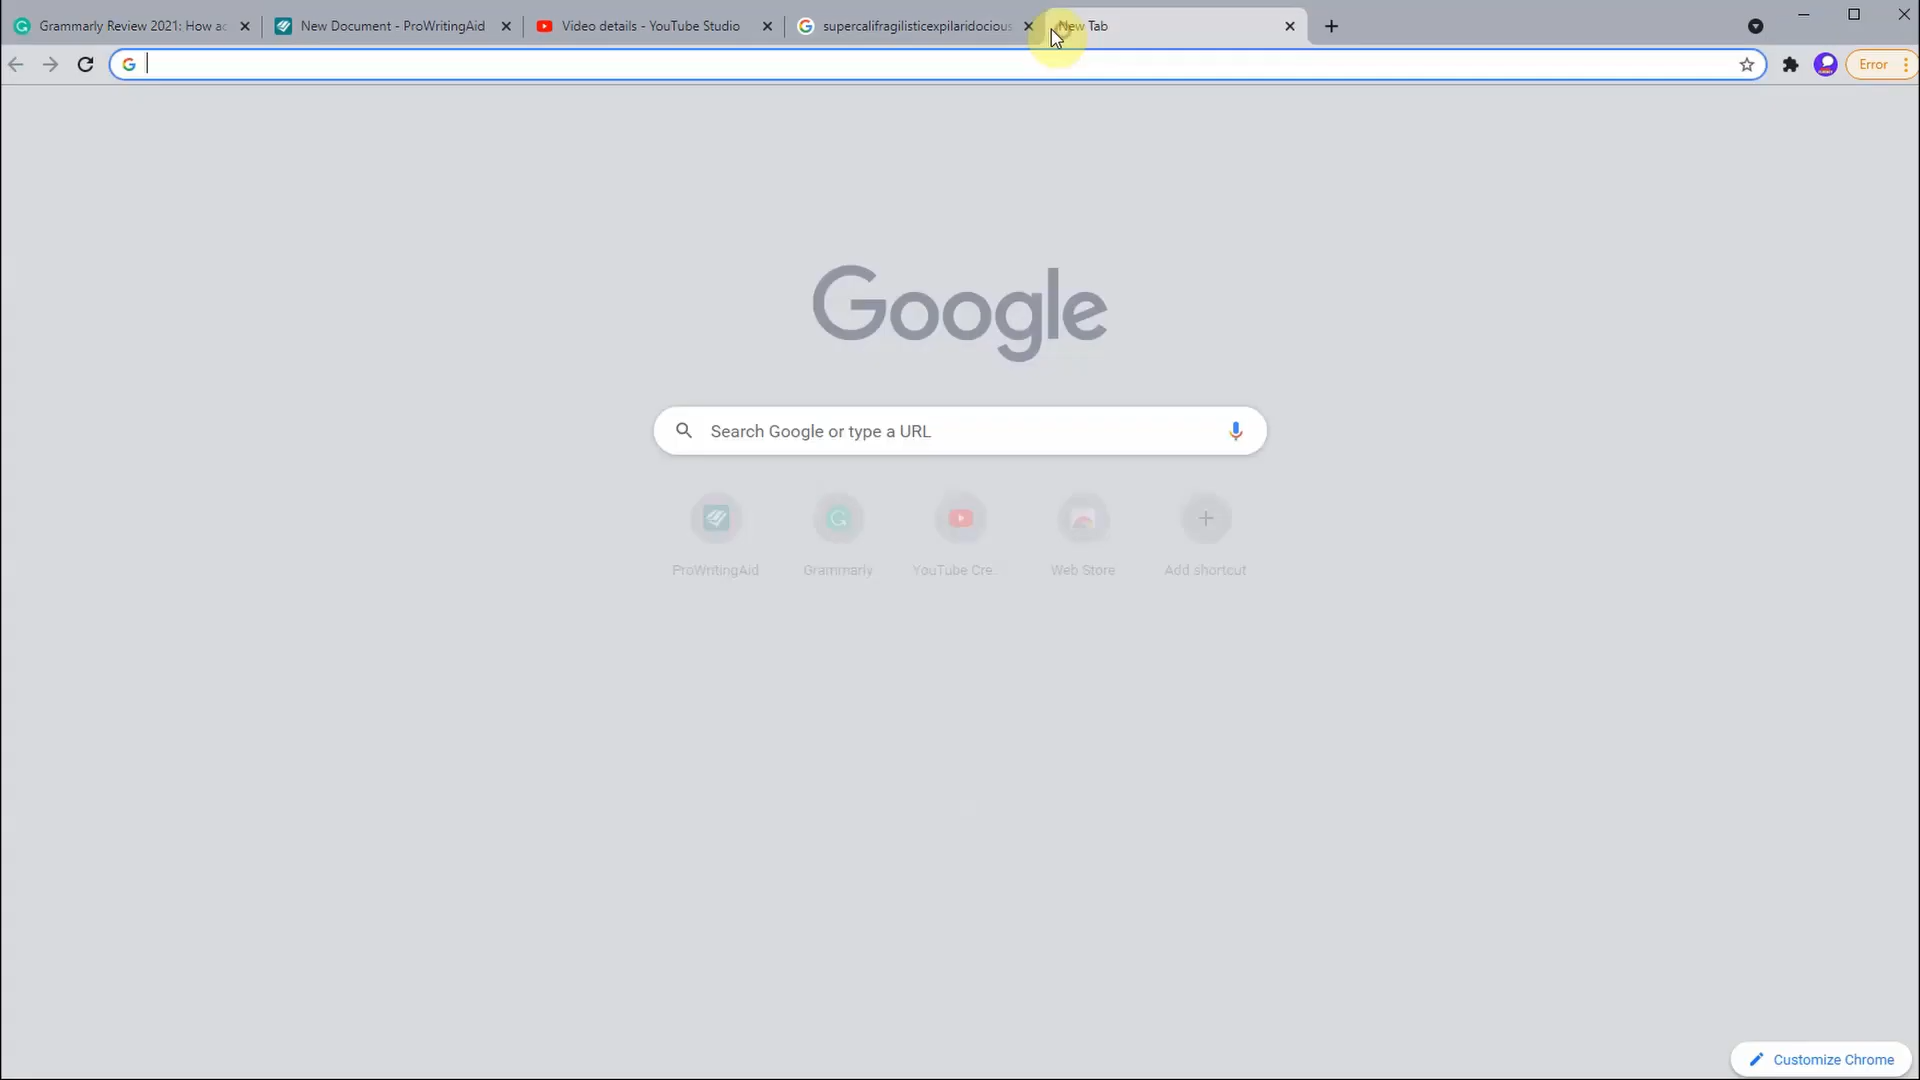 Grammarly Review 2021: How ac
New Document - ProWritingAid
Video details - YouTube Studio
supercalifragilisticexpilaridocious
New Tab
Error
Google
Search Google or type a URL
ProWritingAid
Grammarly
YouTube Cre...
Web Store
Add shortcut
Customize Chrome